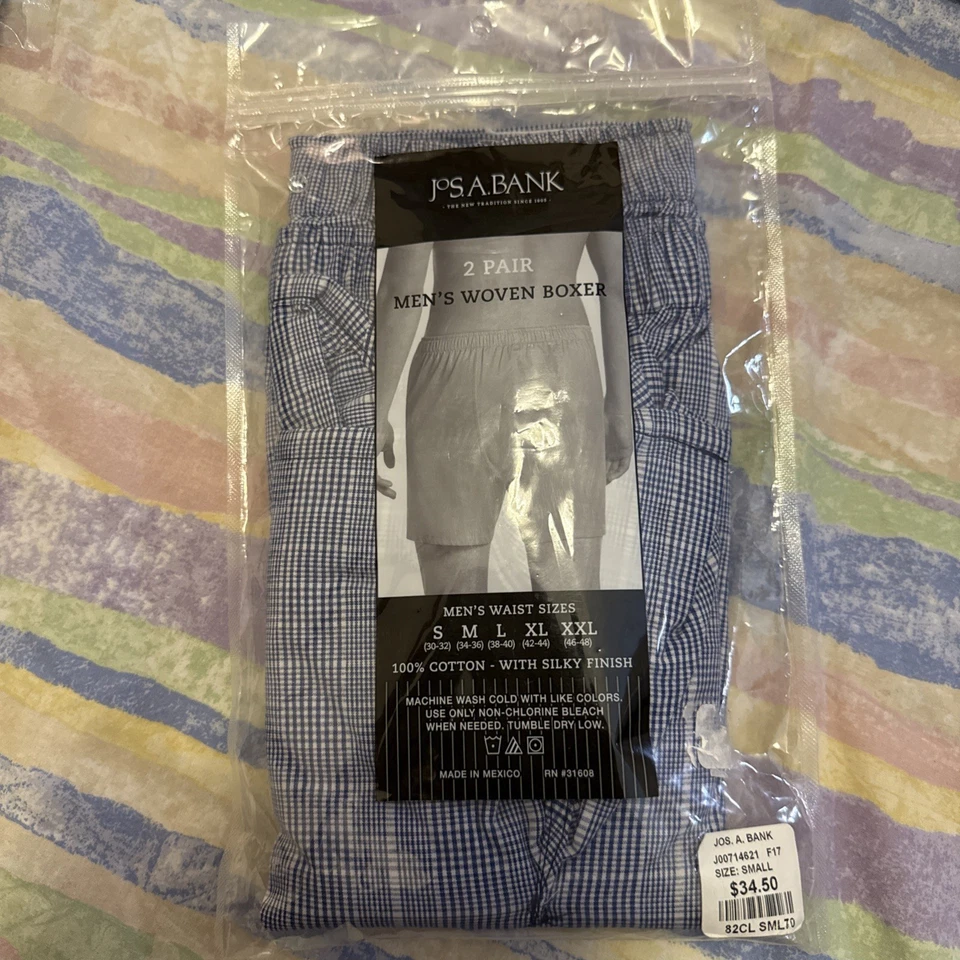 JOS. A. BANK
- THE NEW TRADITION SINCE 1905 -
2 PAIR
MEN'S WOVEN BOXER
MEN'S WAIST SIZES
S M L XL XXL
(30-32) (34-36) (38-40) (42-44) (46-48)
100% COTTON - WITH SILKY FINISH
MACHINE WASH COLD WITH LIKE COLORS.
USE ONLY NON-CHLORINE BLEACH
WHEN NEEDED. TUMBLE DRY LOW.
MADE IN MEXICO RN #31608
JOS. A. BANK
J00714621 F17
SIZE: SMALL
$34.50
82CL SML70